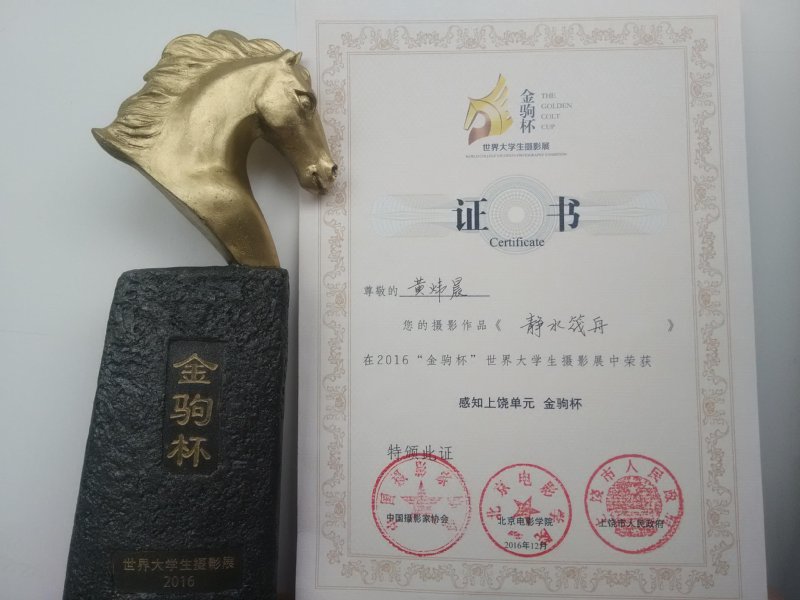 金驹杯
世界大学生摄影展
2016
金驹杯
THE
GOLDEN
COLT
CUP
世界大学生摄影展
WORLD COLLEGE STUDENTS PHOTOGRAPHY EXHIBITION
证书
Certificate
尊敬的 黄炜晨
您的摄影作品《 静水筏舟 》
在2016“金驹杯”世界大学生摄影展中荣获
感知上饶单元 金驹杯
特颁此证
中国摄影家协会
北京电影学院
上饶市人民政府
2016年12月